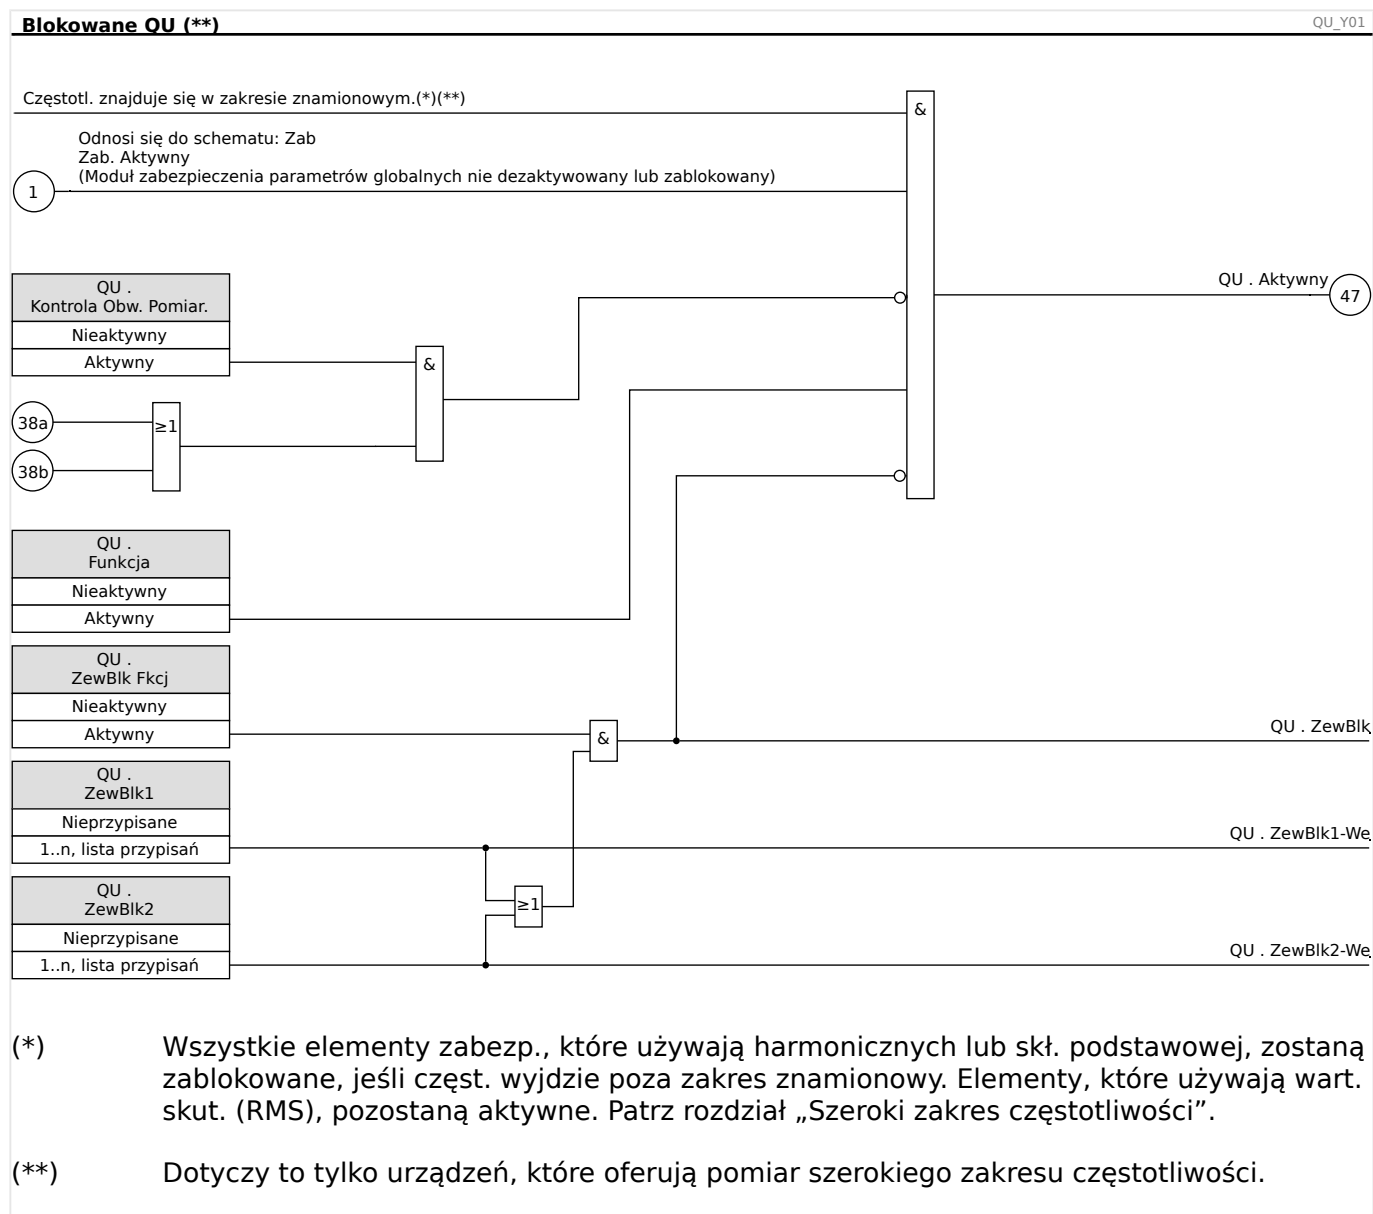 Blokowane QU (**)
QU_Y01
Częstotl. znajduje się w zakresie znamionowym.(*)(**)
&
Odnosi się do schematu: Zab
Zab. Aktywny
(Moduł zabezpieczenia parametrów globalnych nie dezaktywowany lub zablokowany)
1
QU .
Kontrola Obw. Pomiar.
Nieaktywny
Aktywny
&
QU . Aktywny
47
38a
≥1
38b
QU .
Funkcja
Nieaktywny
Aktywny
QU .
ZewBlk Fkcj
Nieaktywny
Aktywny
&
QU . ZewBlk
QU .
ZewBlk1
Nieprzypisane
1..n, lista przypisań
QU . ZewBlk1-We
QU .
ZewBlk2
Nieprzypisane
1..n, lista przypisań
≥1
QU . ZewBlk2-We
(*) Wszystkie elementy zabezp., które używają harmonicznych lub skł. podstawowej, zostaną
zablokowane, jeśli częst. wyjdzie poza zakres znamionowy. Elementy, które używają wart.
skut. (RMS), pozostaną aktywne. Patrz rozdział „Szeroki zakres częstotliwości”.
(**) Dotyczy to tylko urządzeń, które oferują pomiar szerokiego zakresu częstotliwości.